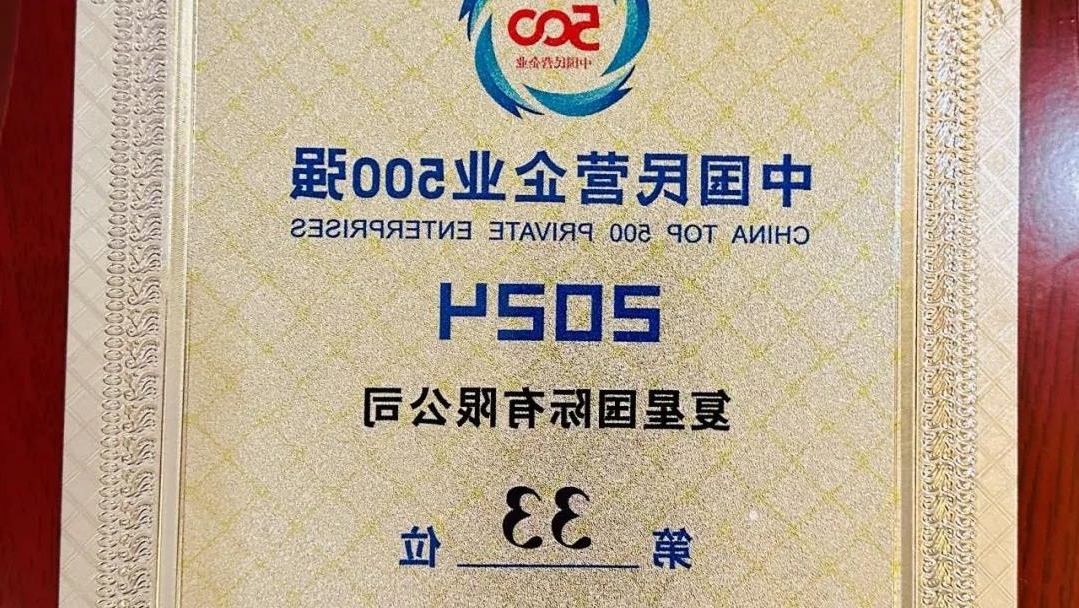 500
中国民营企业
中国民营企业500强
CHINA TOP 500 PRIVATE ENTERPRISES
2024
复星国际有限公司
第 33 位